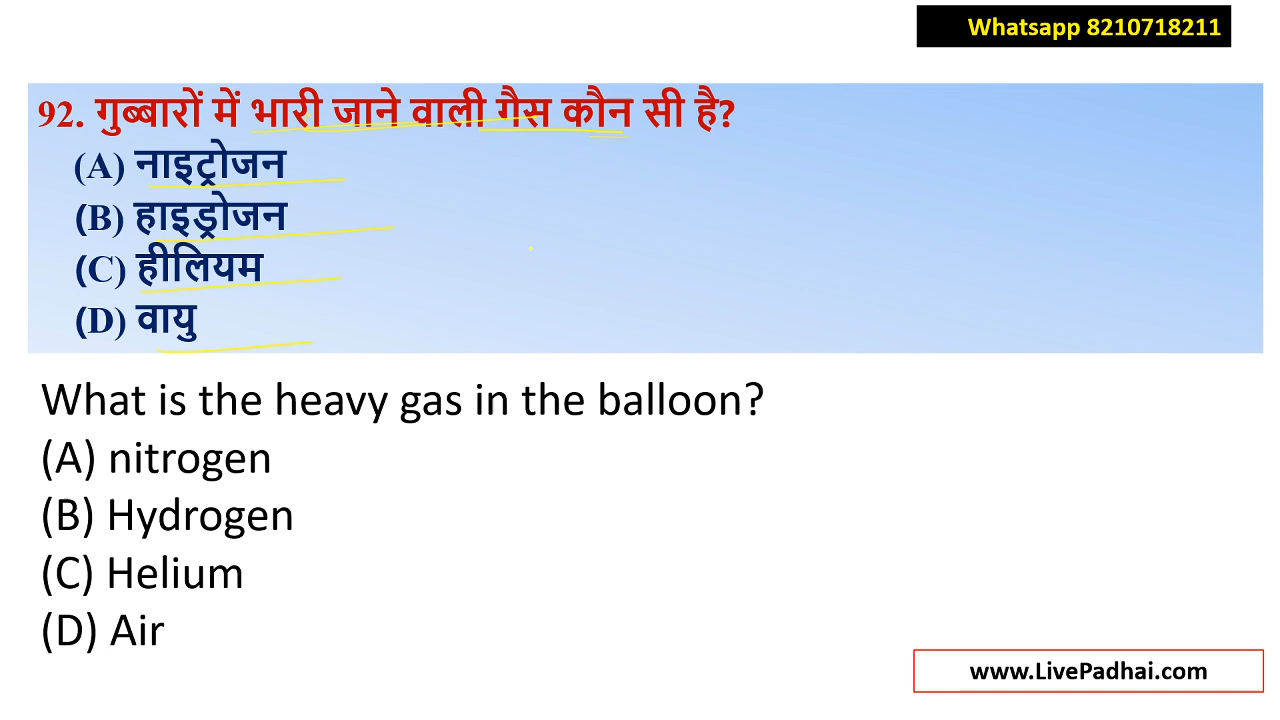 Whatsapp 8210718211
92. गुब्बारों में भारी जाने वाली गैस कौन सी है?
(A) नाइट्रोजन
(B) हाइड्रोजन
(C) हीलियम
(D) वायु
What is the heavy gas in the balloon?
(A) nitrogen
(B) Hydrogen
(C) Helium
(D) Air
www.LivePadhai.com